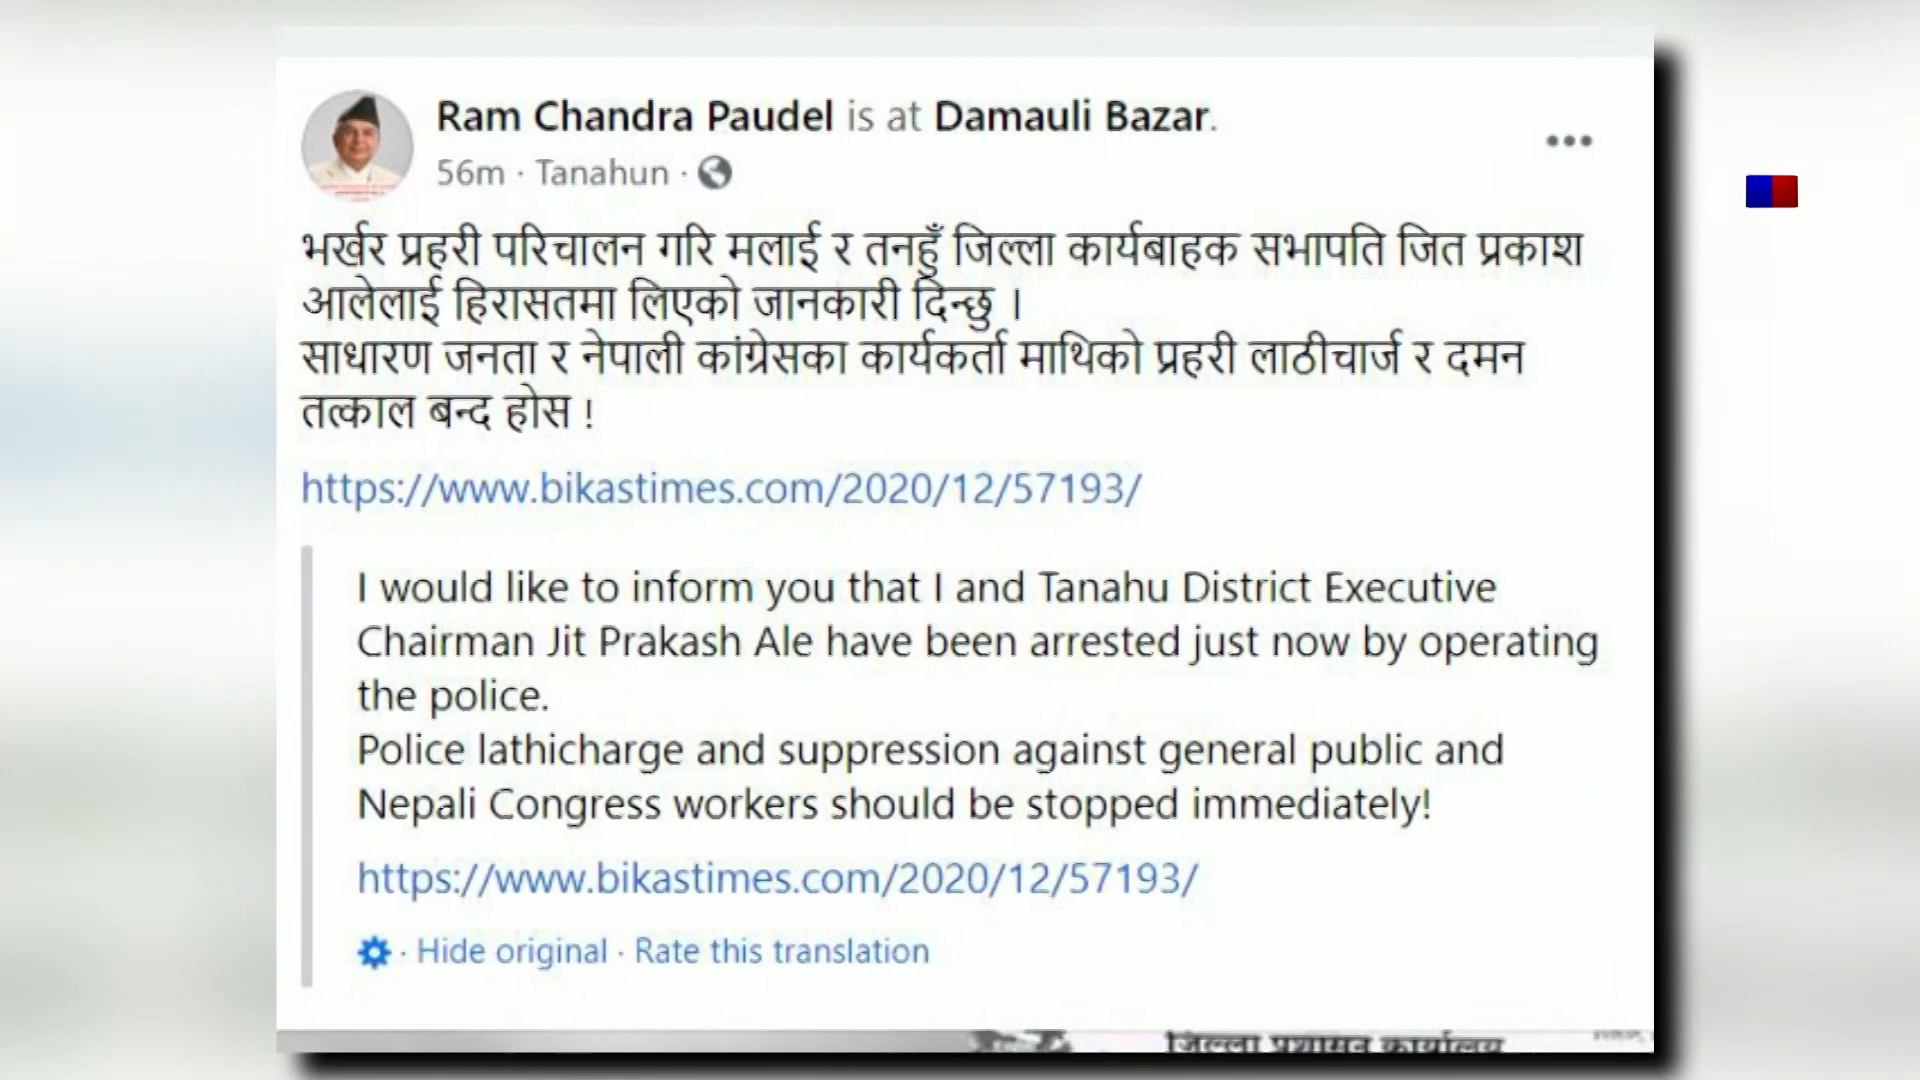 Ram Chandra Paudel is at Damauli Bazar.
56m · Tanahun ·
भर्खर प्रहरी परिचालन गरि मलाई र तनहुँ जिल्ला कार्यबाहक सभापति जित प्रकाश
आलेलाई हिरासतमा लिएको जानकारी दिन्छु ।
साधारण जनता र नेपाली कांग्रेसका कार्यकर्ता माथिको प्रहरी लाठीचार्ज र दमन
तत्काल बन्द होस !
https://www.bikastimes.com/2020/12/57193/
I would like to inform you that I and Tanahu District Executive
Chairman Jit Prakash Ale have been arrested just now by operating
the police.
Police lathicharge and suppression against general public and
Nepali Congress workers should be stopped immediately!
https://www.bikastimes.com/2020/12/57193/
· Hide original · Rate this translation
जिल्ला प्रशासन कार्यालय